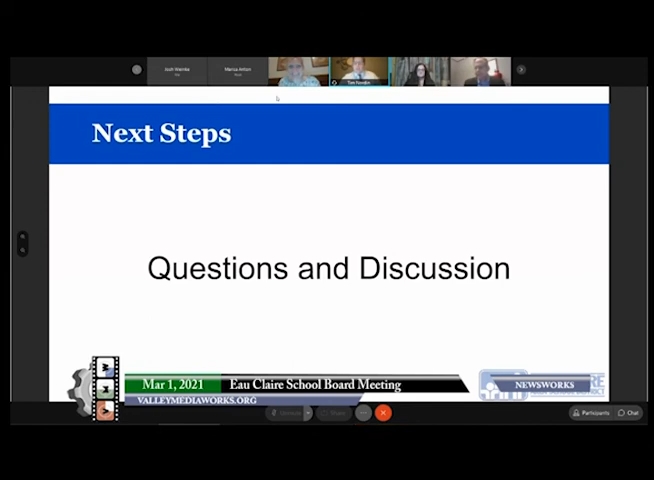 Next Steps
Questions and Discussion
Mar 1, 2021
Eau Claire School Board Meeting
NEWSWORKS
VALLEYMEDIAWORKS.ORG
Participants
Chat